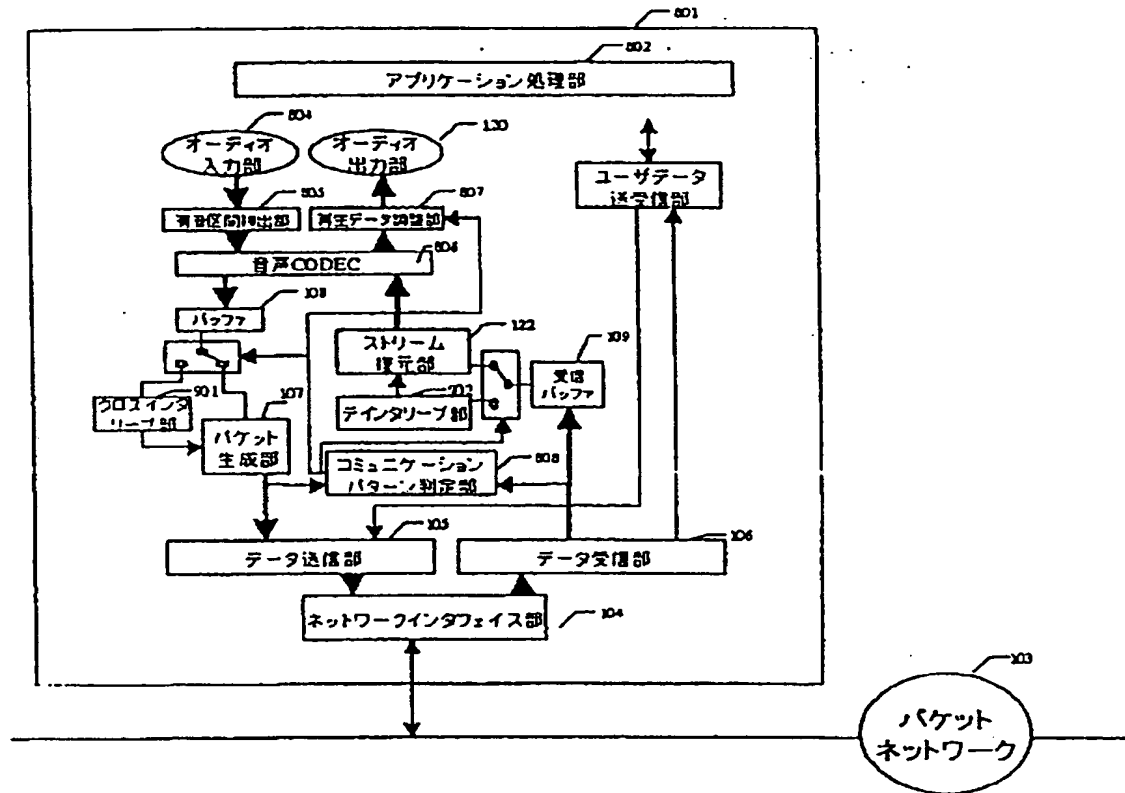 801
802
アプリケーション処理部
804
120
オーディオ
入力部
オーディオ
出力部
ユーザデータ
送受信部
805
807
有音区間検出部
再生データ調整部
806
音声CODEC
108
バッファ
122
109
ストリーム
復元部
受信
バッファ
901
107
902
クロスインタ
リーブ部
デインタリーブ部
パケット
生成部
808
コミュニケーション
パターン判定部
105
106
データ送信部
データ受信部
ネットワークインタフェイス部
104
103
パケット
ネットワーク